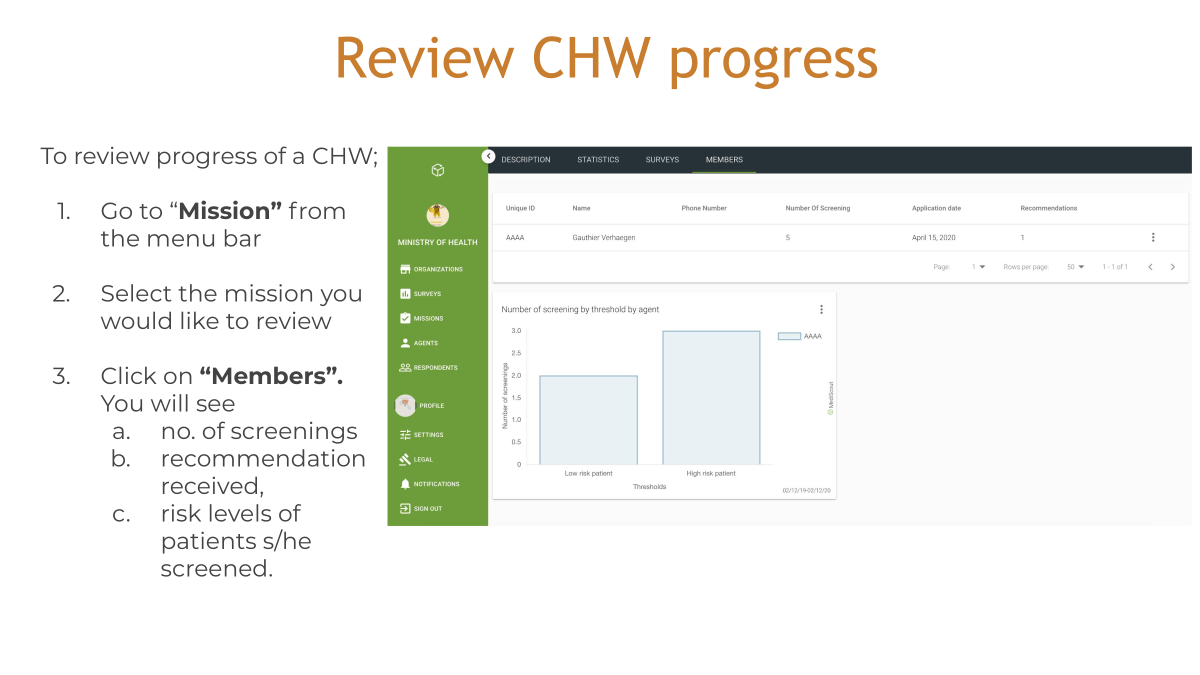 Review CHW progress
To review progress of a CHW;
1. Go to “Mission” from
the menu bar
2. Select the mission you
would like to review
3. Click on “Members”.
You will see
a. no. of screenings
b. recommendation
received,
c. risk levels of
patients s/he
screened.
MINISTRY OF HEALTH
ORGANIZATIONS
SURVEYS
MISSIONS
AGENTS
RESPONDENTS
PROFILE
SETTINGS
LEGAL
NOTIFICATIONS
SIGN OUT
DESCRIPTION STATISTICS SURVEYS MEMBERS
Unique ID Name Phone Number Number Of Screening Application date Recommendations
AAAA Gauthier Verhaegen 5 April 15, 2020 1
Page: 1 Rows per page: 50 1 - 1 of 1
Number of screening by threshold by agent
AAAA
Number of screenings
3.0
2.5
2.0
1.5
1.0
0.5
0
Low risk patient High risk patient
Thresholds
MediScout
02/12/19-02/12/20